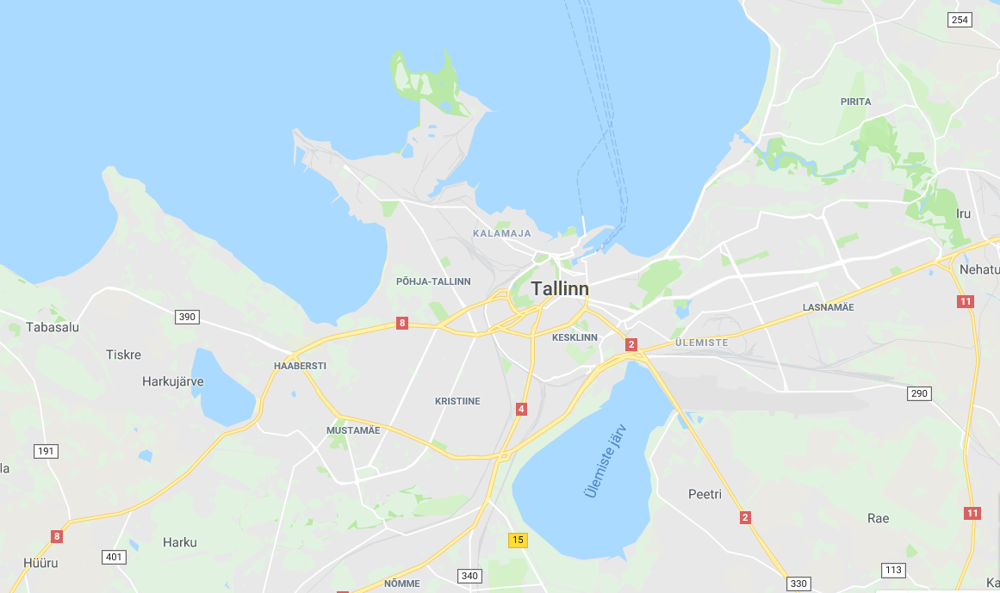 254
PIRITA
Iru
KALAMAJA
Nehatu
PÕHJA-TALLINN
Tallinn
11
LASNAMÄE
390
8
Tabasalu
KESKLINN
2
ÜLEMISTE
Tiskre
HAABERSTI
Harkujärve
290
KRISTIINE
4
MUSTAMÄE
191
Ülemiste järv
la
Peetri
2
Rae
11
8
15
Harku
401
Hüüru
113
340
NÕMME
330
Ka